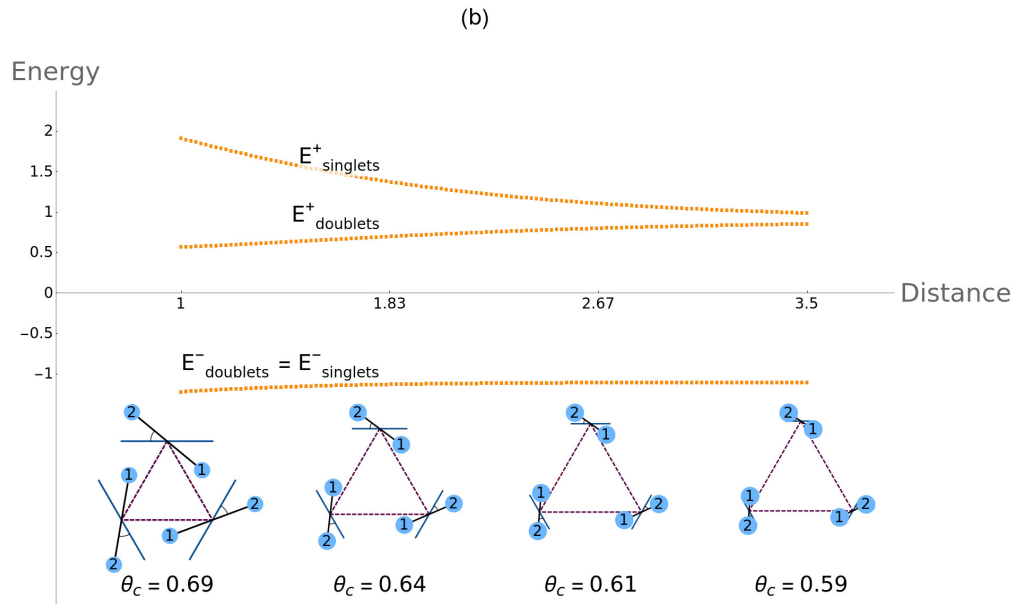 (b)
Energy
2
1.5
1
0.5
0
−0.5
−1
E⁺singlets
E⁺doublets
1 1.83 2.67 3.5
Distance
E⁻doublets = E⁻singlets
2 2 2 2
1 1 1 1
1 1 1 1
2 2 2 2
1 1 1 1
2 2 2 2
θc = 0.69 θc = 0.64 θc = 0.61 θc = 0.59